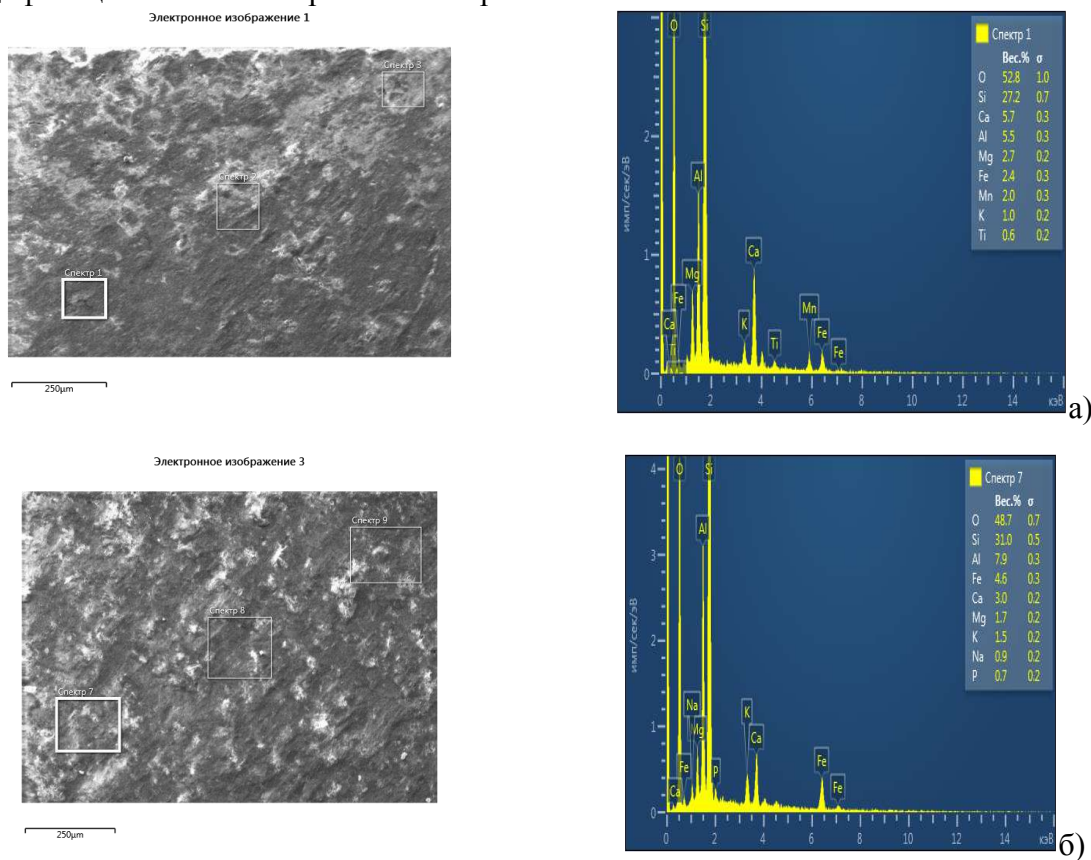 Электронное изображение 1
Спектр 3
Спектр 2
Спектр 1
250µm
имп/сек/эВ
2
1
0
O
Si
Al
Mg
Fe
Ca
Ca
K
Ti
Mn
Fe
Fe
0 2 4 6 8 10 12 14 кэВ
Спектр 1
Вес.% σ
O 52.8 1.0
Si 27.2 0.7
Ca 5.7 0.3
Al 5.5 0.3
Mg 2.7 0.2
Fe 2.4 0.3
Mn 2.0 0.3
K 1.0 0.2
Ti 0.6 0.2
а)
Электронное изображение 3
Спектр 9
Спектр 8
Спектр 7
250µm
имп/сек/эВ
4
3
2
1
0
O
Si
Al
Na
Mg
Fe
Ca
P
K
Ca
Fe
Fe
0 2 4 6 8 10 12 14 кэВ
Спектр 7
Вес.% σ
O 48.7 0.7
Si 31.0 0.5
Al 7.9 0.3
Fe 4.6 0.3
Ca 3.0 0.2
Mg 1.7 0.2
K 1.5 0.2
Na 0.9 0.2
P 0.7 0.2
б)